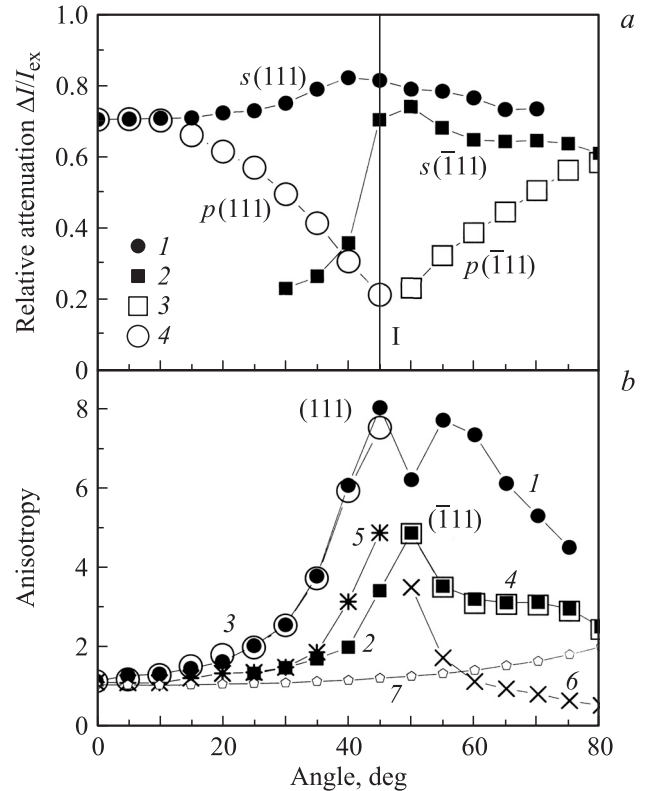 a
Relative attenuation ΔI/I_ex
1.0
0.8
0.6
0.4
0.2
0
s(111)
p(111)
s(1̅11)
p(1̅11)
1
2
3
4
I
b
Anisotropy
8
6
4
2
0
(111)
(1̅11)
1
5
4
3
2
7
6
0
20
40
60
80
Angle, deg